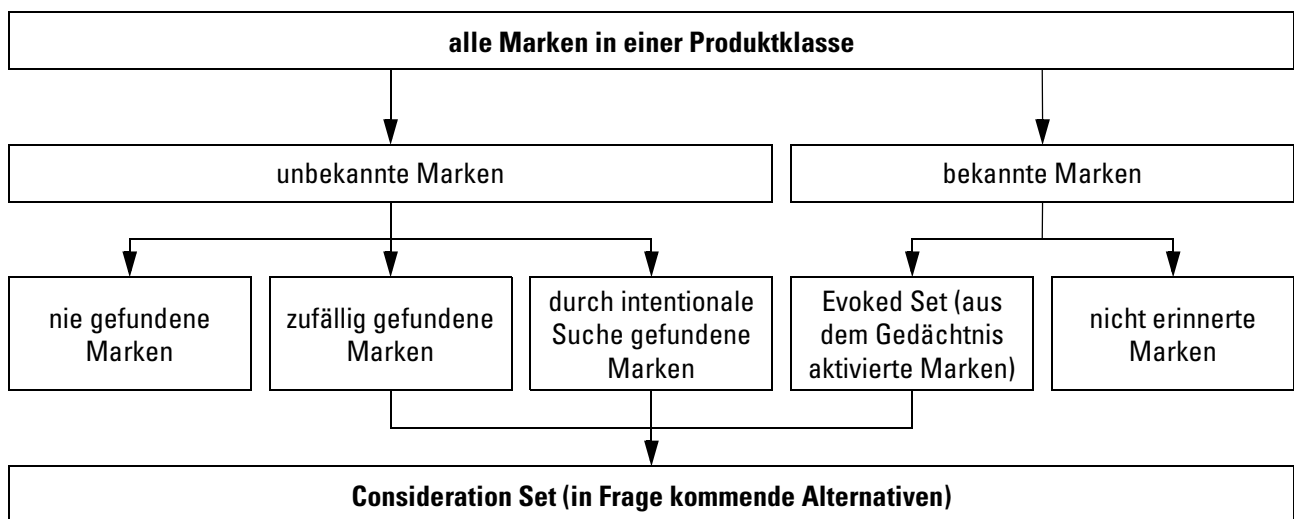 alle Marken in einer Produktklasse
unbekannte Marken
bekannte Marken
nie gefundene
Marken
zufällig gefundene
Marken
durch intentionale
Suche gefundene
Marken
Evoked Set (aus
dem Gedächtnis
aktivierte Marken)
nicht erinnerte
Marken
Consideration Set (in Frage kommende Alternativen)